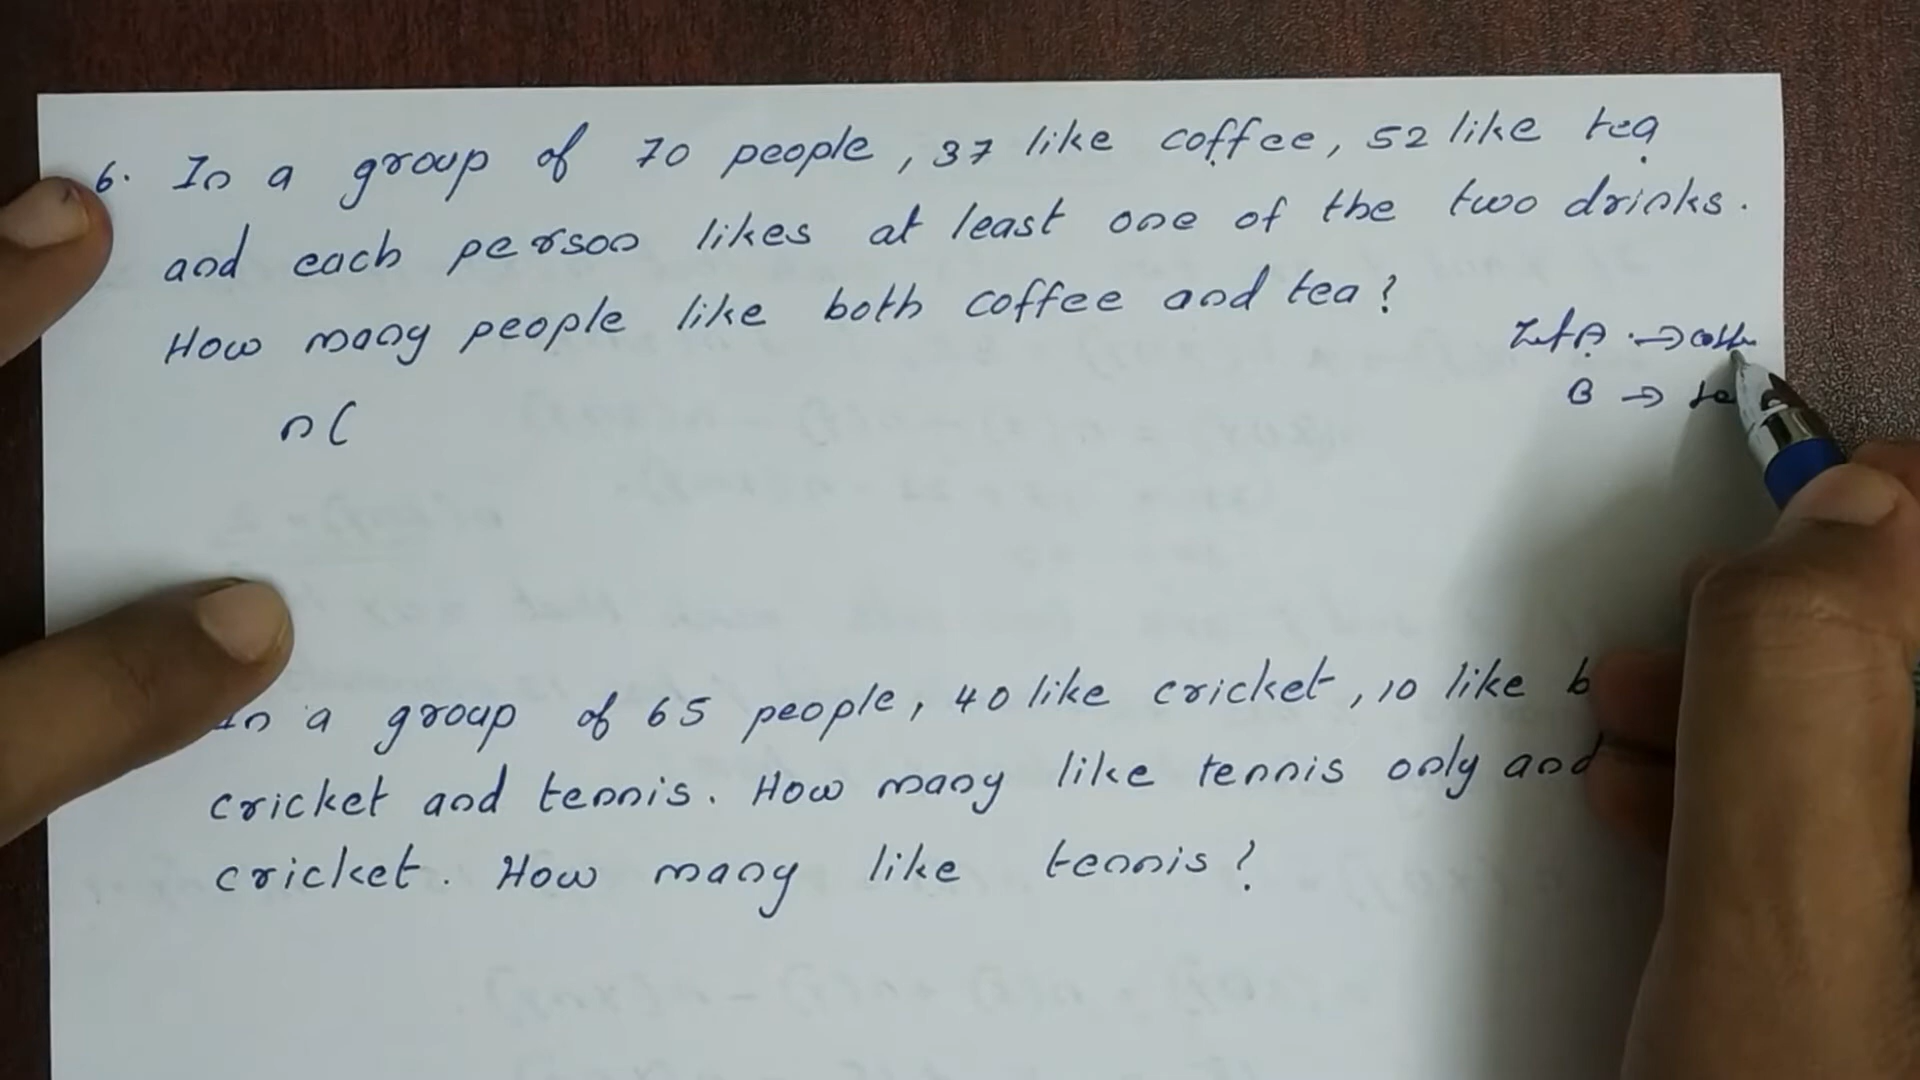 6. In a group of 70 people, 37 like coffee, 52 like tea
and each person likes at least one of the two drinks.
How many people like both coffee and tea?
Let A → coffee
B → te
n(
In a group of 65 people, 40 like cricket, 10 like b
cricket and tennis. How many like tennis only and
cricket. How many like tennis?